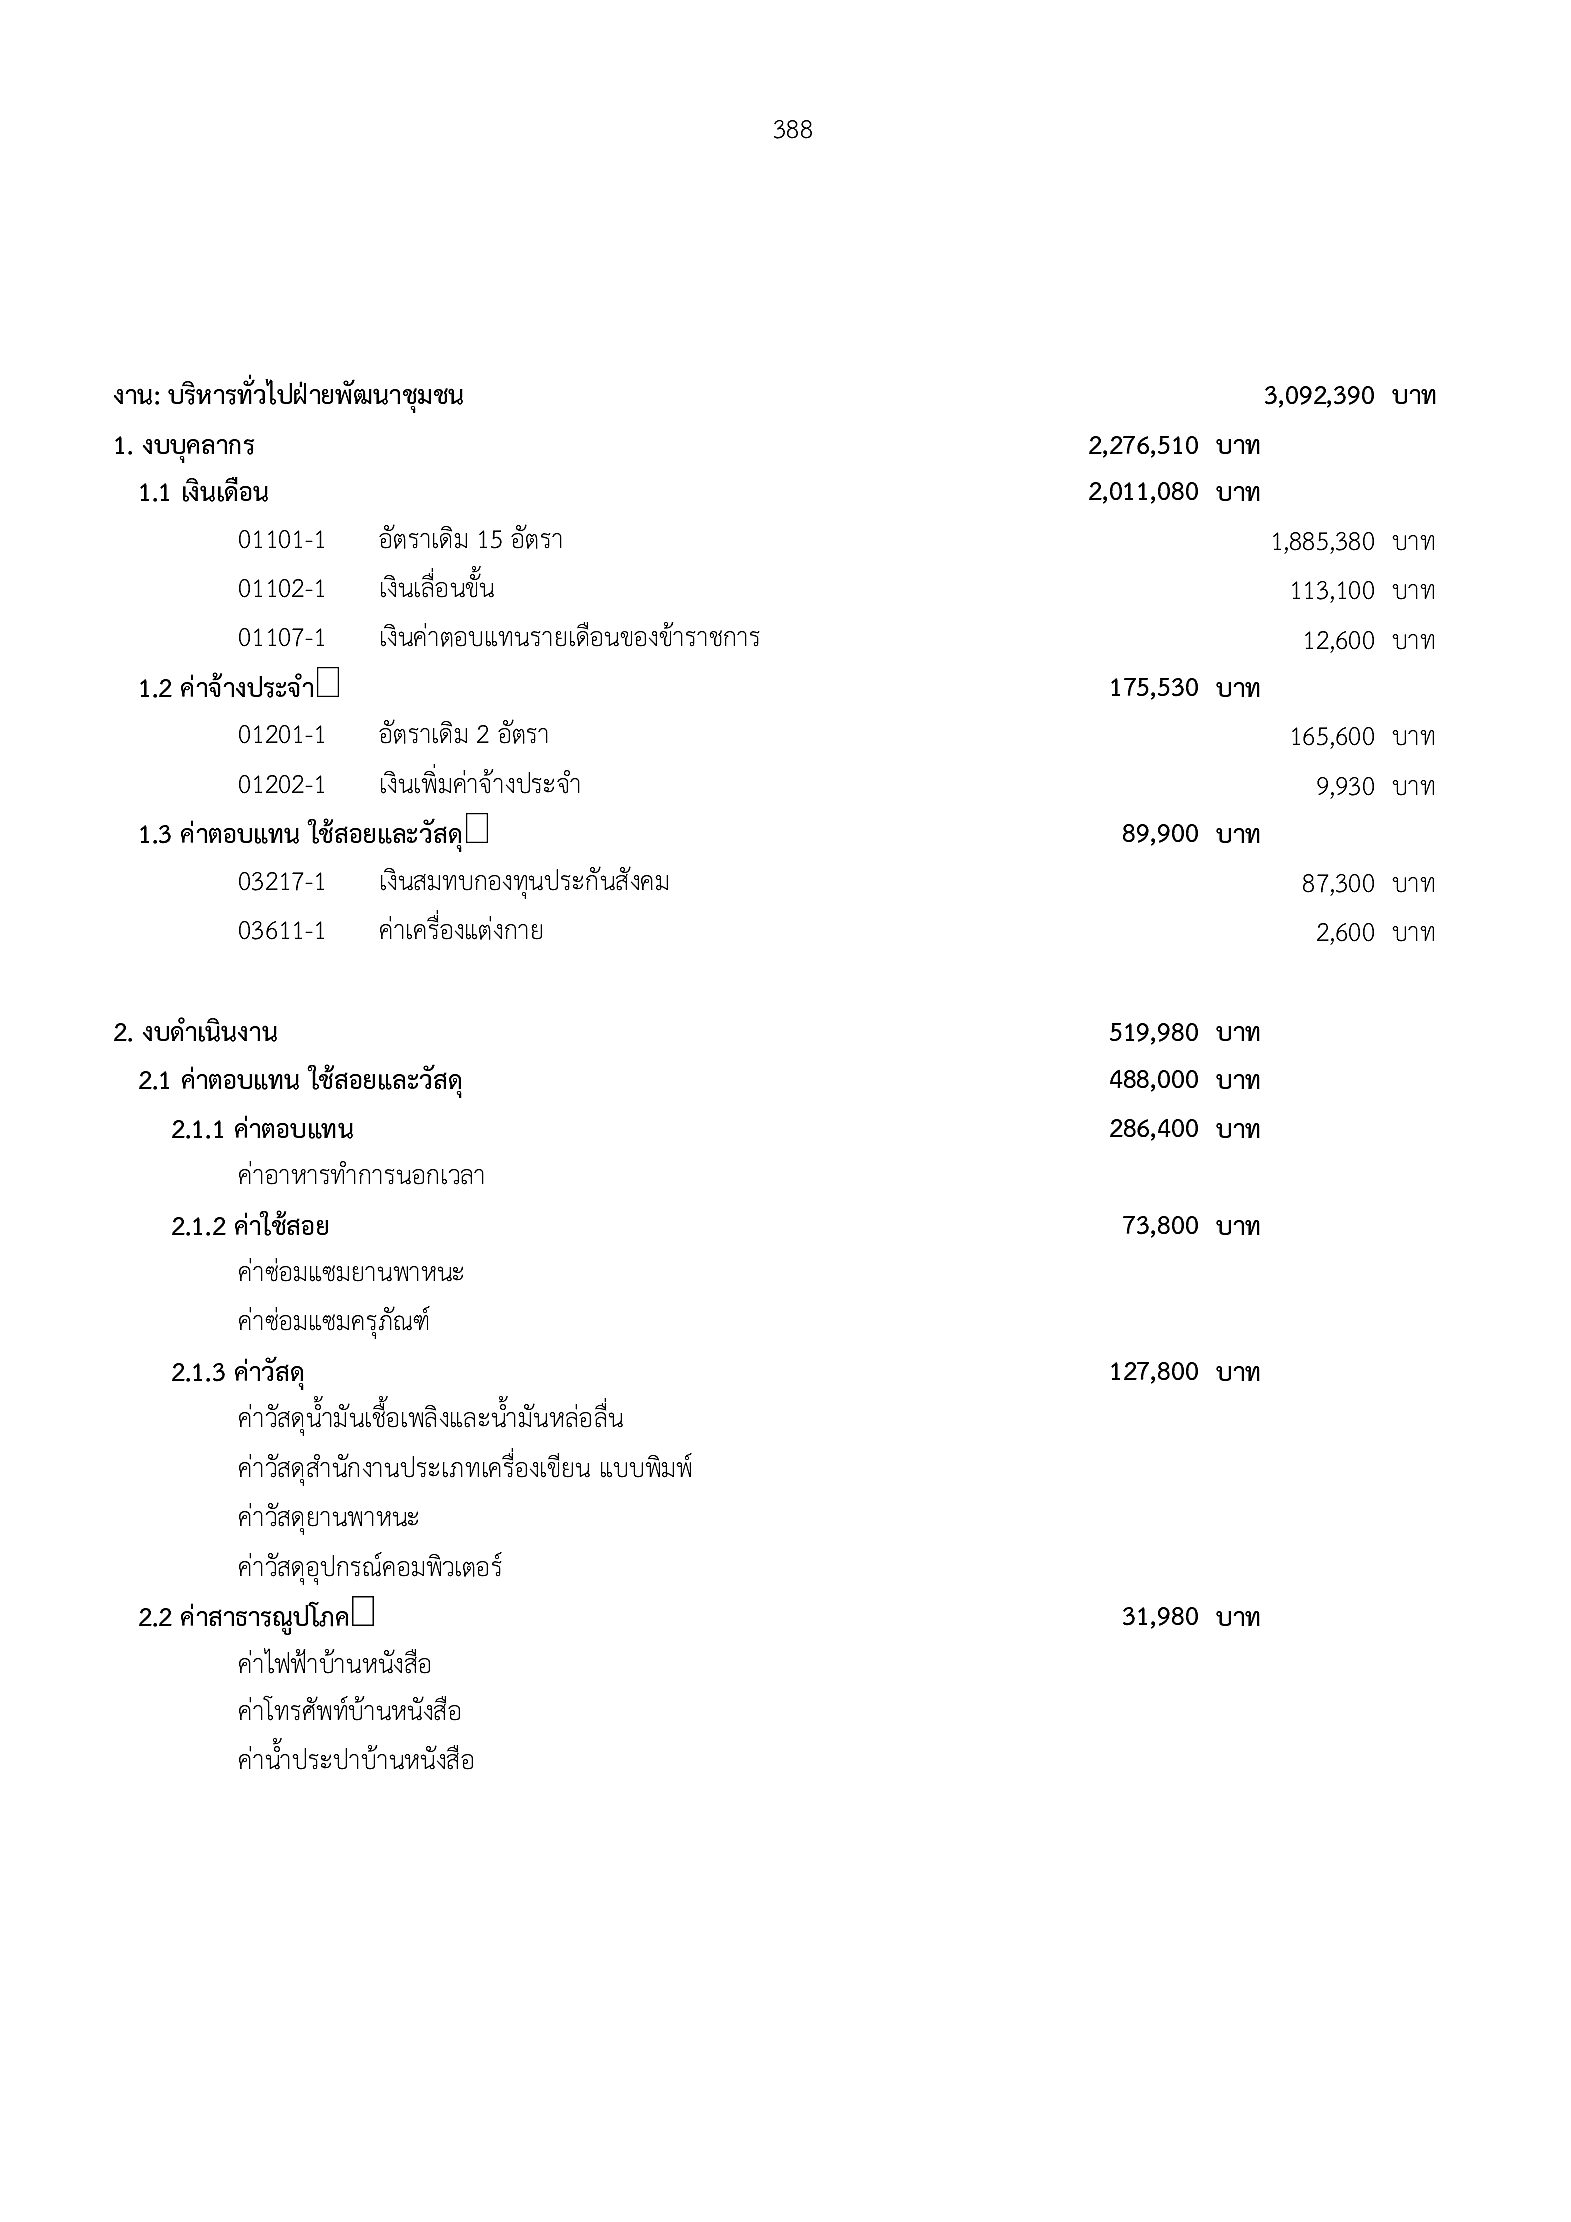 388
งาน: บริหารทั่วไปฝ่ายพัฒนาชุมชน 3,092,390 บาท
1. งบบุคลากร 2,276,510 บาท
1.1 เงินเดือน 2,011,080 บาท
01101-1 อัตราเดิม 15 อัตรา 1,885,380 บาท
01102-1 เงินเลื่อนขั้น 113,100 บาท
01107-1 เงินค่าตอบแทนรายเดือนของข้าราชการ 12,600 บาท
1.2 ค่าจ้างประจำ 175,530 บาท
01201-1 อัตราเดิม 2 อัตรา 165,600 บาท
01202-1 เงินเพิ่มค่าจ้างประจำ 9,930 บาท
1.3 ค่าตอบแทน ใช้สอยและวัสดุ 89,900 บาท
03217-1 เงินสมทบกองทุนประกันสังคม 87,300 บาท
03611-1 ค่าเครื่องแต่งกาย 2,600 บาท
2. งบดำเนินงาน 519,980 บาท
2.1 ค่าตอบแทน ใช้สอยและวัสดุ 488,000 บาท
2.1.1 ค่าตอบแทน 286,400 บาท
ค่าอาหารทำการนอกเวลา
2.1.2 ค่าใช้สอย 73,800 บาท
ค่าซ่อมแซมยานพาหนะ
ค่าซ่อมแซมครุภัณฑ์
2.1.3 ค่าวัสดุ 127,800 บาท
ค่าวัสดุน้ำมันเชื้อเพลิงและน้ำมันหล่อลื่น
ค่าวัสดุสำนักงานประเภทเครื่องเขียน แบบพิมพ์
ค่าวัสดุยานพาหนะ
ค่าวัสดุอุปกรณ์คอมพิวเตอร์
2.2 ค่าสาธารณูปโภค 31,980 บาท
ค่าไฟฟ้าบ้านหนังสือ
ค่าโทรศัพท์บ้านหนังสือ
ค่าน้ำประปาบ้านหนังสือ